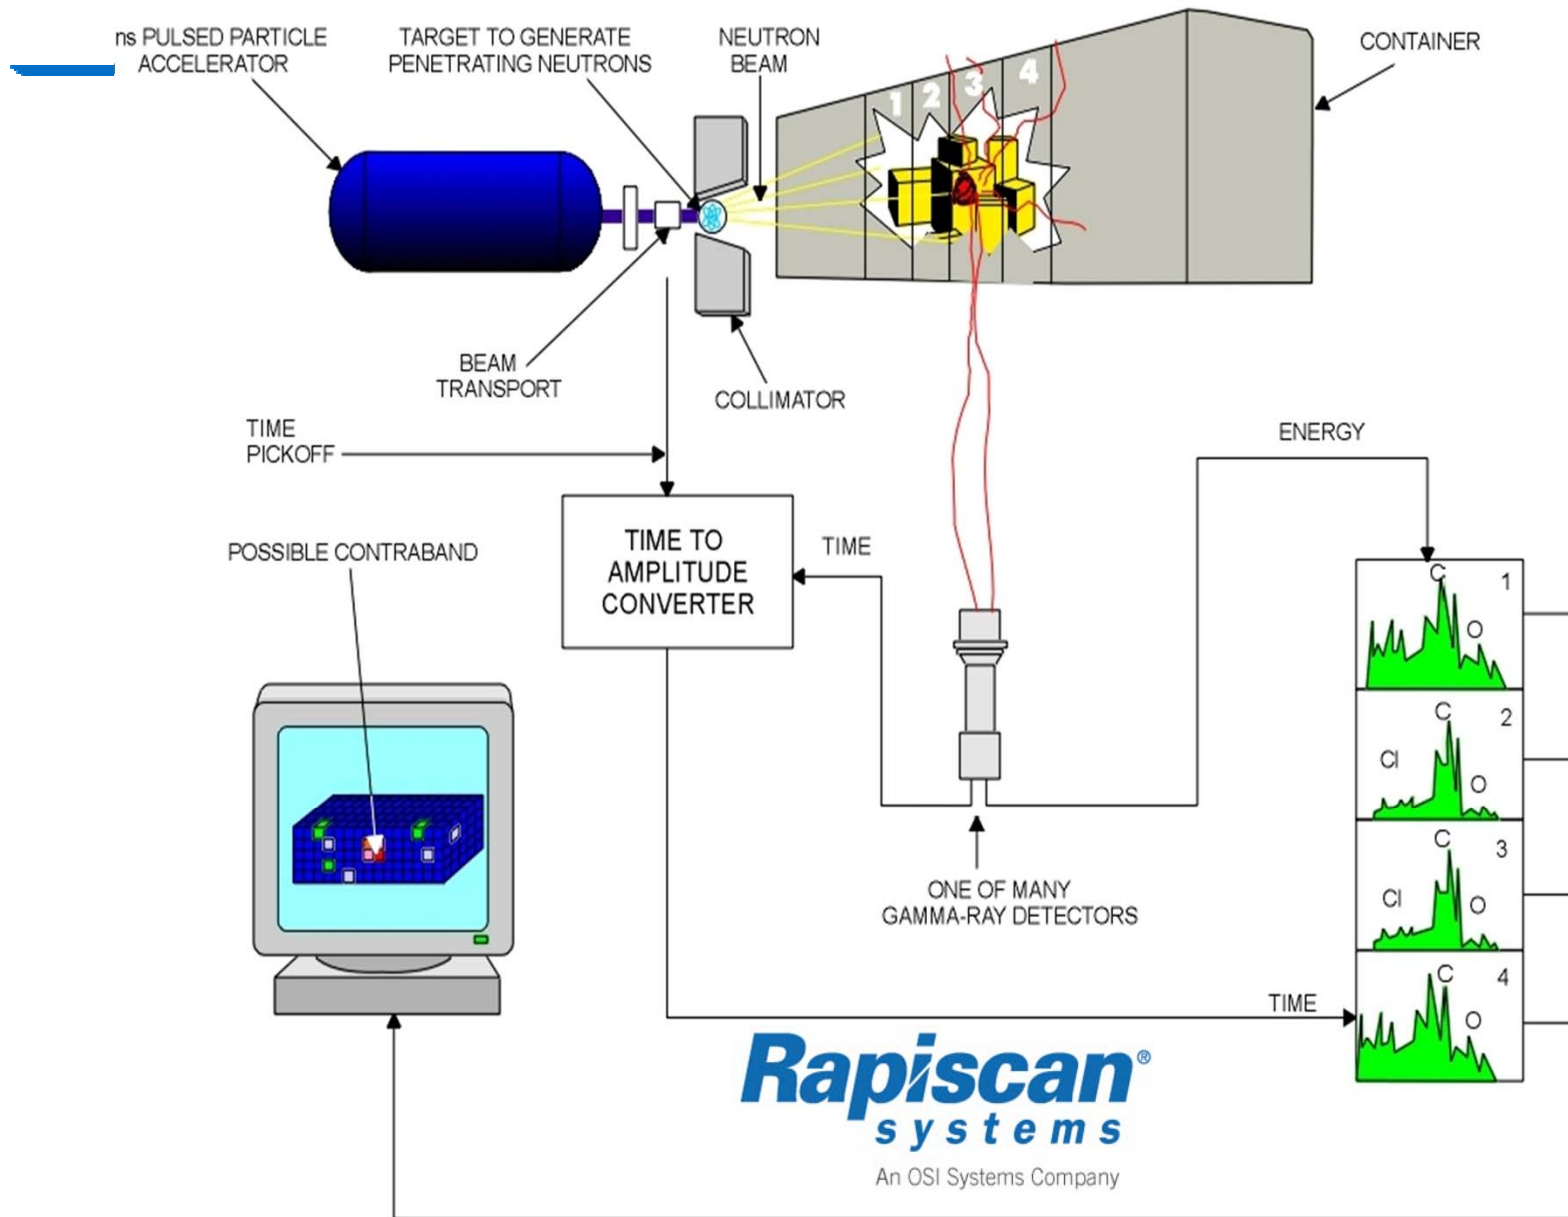 ns PULSED PARTICLE
ACCELERATOR
TARGET TO GENERATE
PENETRATING NEUTRONS
NEUTRON
BEAM
CONTAINER
1
2
3
4
BEAM
TRANSPORT
COLLIMATOR
TIME
PICKOFF
ENERGY
TIME TO
AMPLITUDE
CONVERTER
TIME
POSSIBLE CONTRABAND
C
1
O
C
2
Cl
O
C
3
Cl
O
C
4
O
ONE OF MANY
GAMMA-RAY DETECTORS
TIME
Rapiscan®
systems
An OSI Systems Company